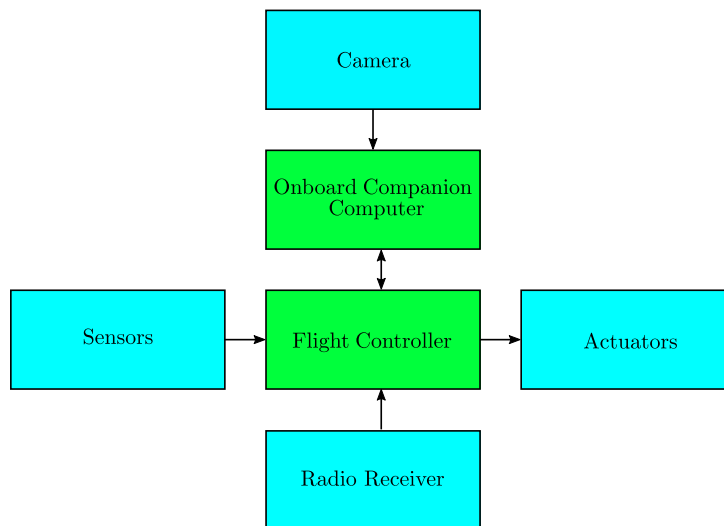 Camera
Onboard Companion
Computer
Sensors
Flight Controller
Actuators
Radio Receiver